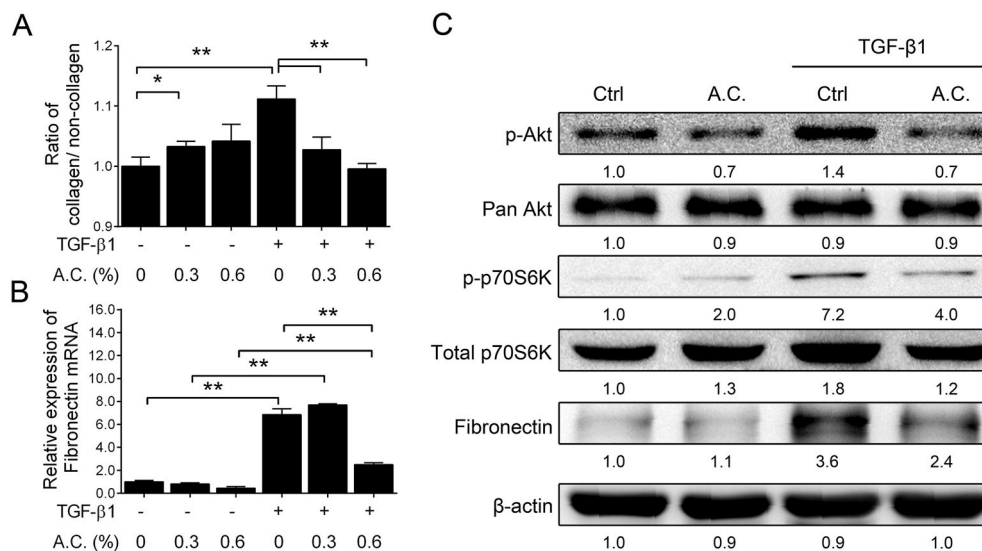 A
Ratio of
collagen/ non-collagen
1.2
1.1
1.0
0.9
*
**
**
**
TGF-β1 - - - + + +
A.C. (%) 0 0.3 0.6 0 0.3 0.6
B
Relative expression of
Fibronectin mRNA
16.0
14.0
12.0
10.0
8.0
6.0
4.0
2.0
0.0
**
**
**
**
TGF-β1 - - - + + +
A.C. (%) 0 0.3 0.6 0 0.3 0.6
C
TGF-β1
Ctrl A.C. Ctrl A.C.
p-Akt
1.0 0.7 1.4 0.7
Pan Akt
1.0 0.9 0.9 0.9
p-p70S6K
1.0 2.0 7.2 4.0
Total p70S6K
1.0 1.3 1.8 1.2
Fibronectin
1.0 1.1 3.6 2.4
β-actin
1.0 0.9 0.9 1.0